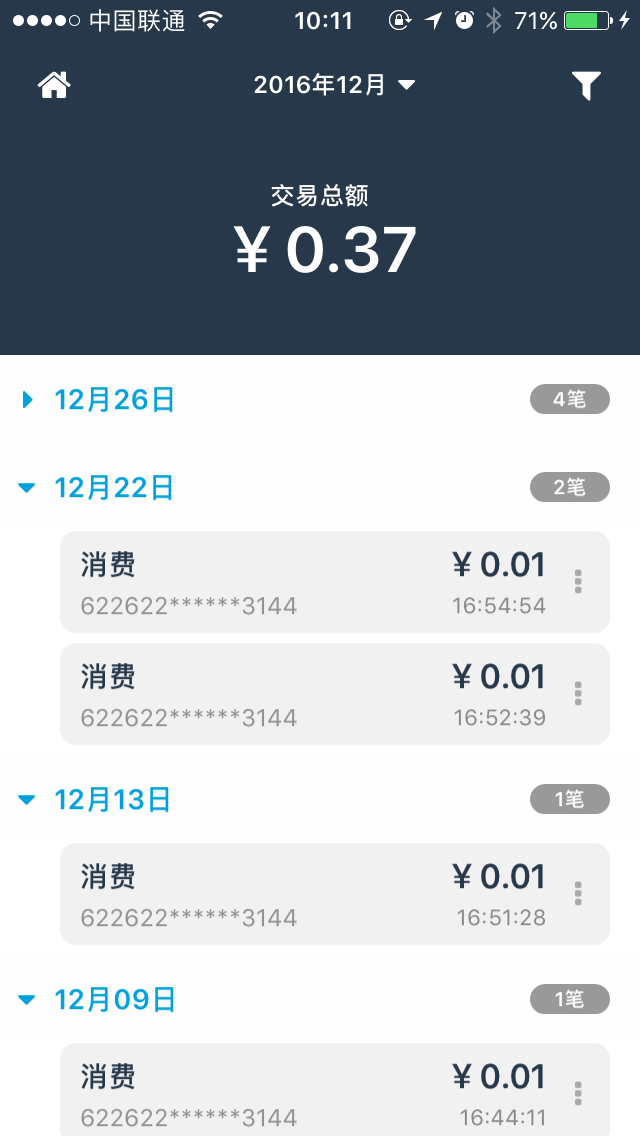 中国联通 10:11 71%
2016年12月
交易总额
¥ 0.37
12月26日 4笔
12月22日 2笔
消费 ¥ 0.01
622622******3144 16:54:54
消费 ¥ 0.01
622622******3144 16:52:39
12月13日 1笔
消费 ¥ 0.01
622622******3144 16:51:28
12月09日 1笔
消费 ¥ 0.01
622622******3144 16:44:11